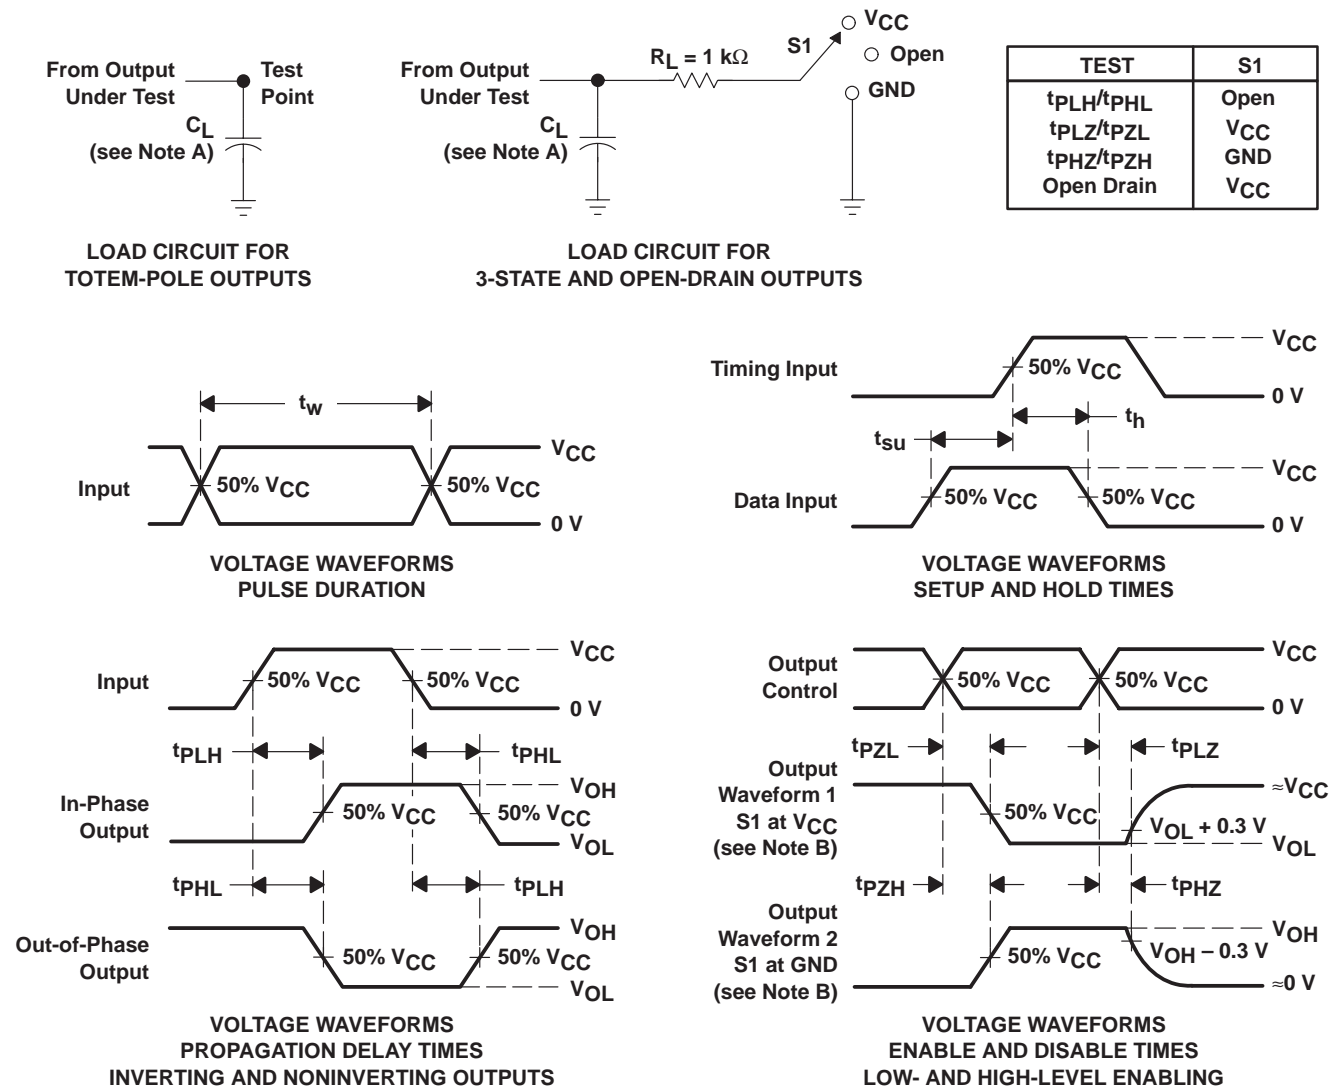 From Output
Under Test
Test
Point
CL
(see Note A)
LOAD CIRCUIT FOR
TOTEM-POLE OUTPUTS
From Output
Under Test
RL = 1 kΩ
S1
VCC
Open
GND
CL
(see Note A)
LOAD CIRCUIT FOR
3-STATE AND OPEN-DRAIN OUTPUTS
TEST S1
tPLH/tPHL Open
tPLZ/tPZL VCC
tPHZ/tPZH GND
Open Drain VCC
tw
Input
50% VCC
50% VCC
VCC
0 V
VOLTAGE WAVEFORMS
PULSE DURATION
Timing Input
50% VCC
VCC
0 V
tsu
th
Data Input
50% VCC
50% VCC
VCC
0 V
VOLTAGE WAVEFORMS
SETUP AND HOLD TIMES
Input
50% VCC
50% VCC
VCC
0 V
tPLH
tPHL
In-Phase
Output
50% VCC
50% VCC
VOH
VOL
tPHL
tPLH
Out-of-Phase
Output
50% VCC
50% VCC
VOH
VOL
VOLTAGE WAVEFORMS
PROPAGATION DELAY TIMES
INVERTING AND NONINVERTING OUTPUTS
Output
Control
50% VCC
50% VCC
VCC
0 V
tPZL
tPLZ
Output
Waveform 1
S1 at VCC
(see Note B)
50% VCC
≈VCC
VOL + 0.3 V
VOL
tPZH
tPHZ
Output
Waveform 2
S1 at GND
(see Note B)
50% VCC
VOH
VOH – 0.3 V
≈0 V
VOLTAGE WAVEFORMS
ENABLE AND DISABLE TIMES
LOW- AND HIGH-LEVEL ENABLING